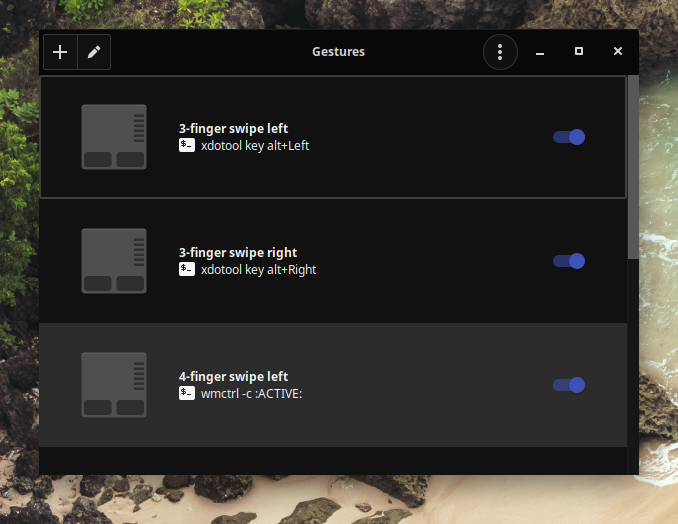 Gestures
3-finger swipe left
$_ xdotool key alt+Left
3-finger swipe right
$_ xdotool key alt+Right
4-finger swipe left
$_ wmctrl -c :ACTIVE: